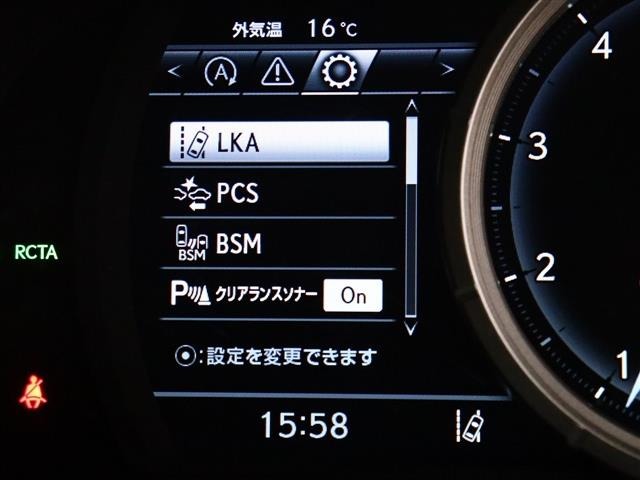 外気温 16℃
< A >
LKA
PCS
BSM
BSM
Pクリアランスソナー On
:設定を変更できます
15:58
RCTA
4
3
2
1